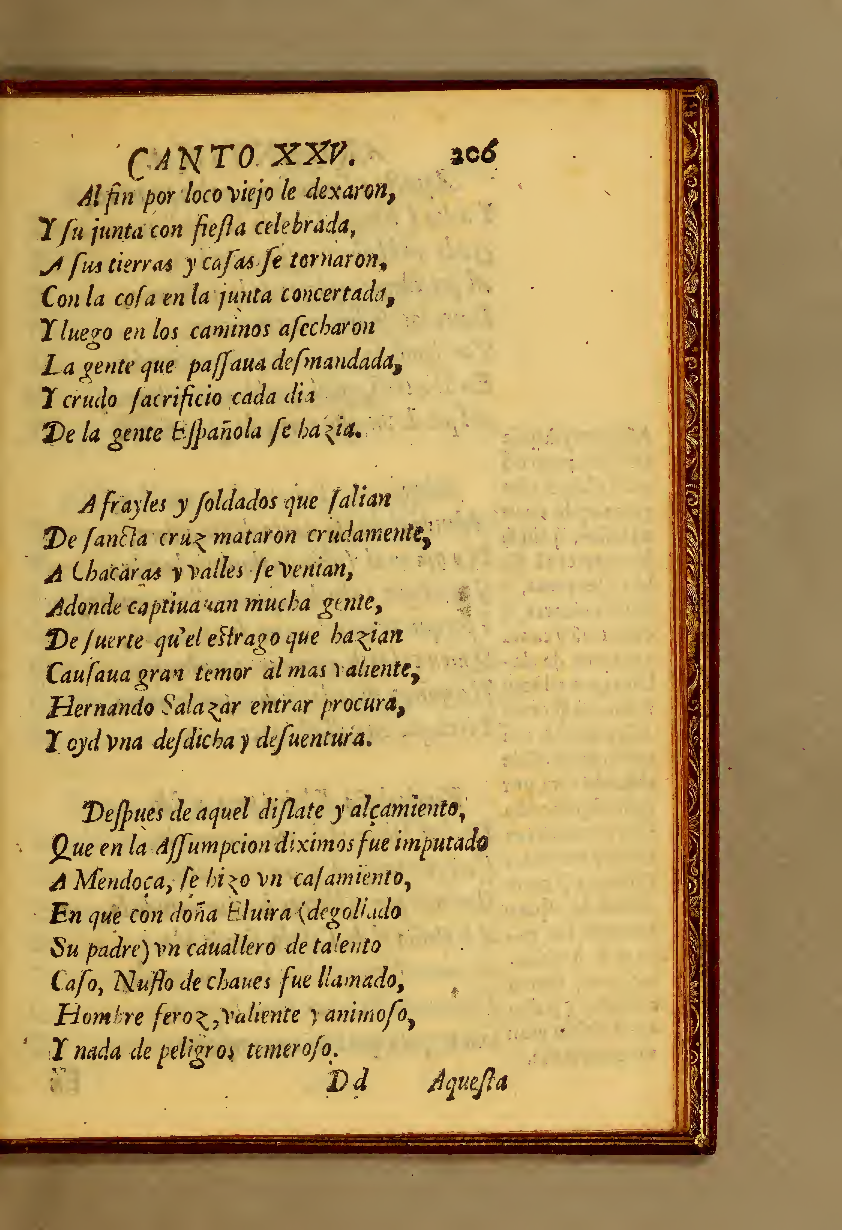 CANTO XXV. 206
Al fin por loco viejo le dexaron,
Y ſu junta con fieſta celebrada,
A ſus tierras y caſas ſe tornaron,
Con la coſa en la junta concertada,
Y luego en los caminos aſecharon
La gente que paſſaua deſmandada,
Y crudo ſacrificio cada dia
De la gente Eſpañola ſe hazia.
A frayles y ſoldados que ſalian
De ſancta cruz mataron crudamente,
A Chacaras y valles ſe venian,
Adonde captiuauan mucha gente,
De ſuerte qu'el eſtrago que hazian
Cauſaua gran temor al mas valiente,
Hernando Salazar entrar procura,
Y oyd vna deſdicha y deſuentura.
Deſpues de aquel diſlate y alçamiento,
Que en la Aſſumpcion diximos fue imputado
A Mendoça, ſe hizo vn caſamiento,
En que con doña Eluira (degollado
Su padre) vn cauallero de talento
Caſo, Nuflo de chaues fue llamado,
Hombre feroz, valiente y animoſo,
Y nada de peligros temeroſo.
Dd Aqueſta